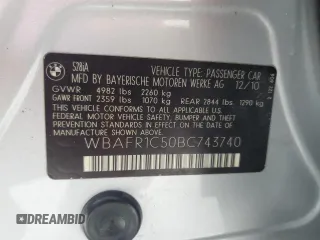 528iA
VEHICLE TYPE: PASSENGER CAR
MFD BY BAYERISCHE MOTOREN WERKE AG 12/10
GVWR 4982 lbs 2260 kg
GAWR FRONT 2359 lbs 1070 kg REAR 2844 lbs 1290 kg
THIS VEHICLE CONFORMS TO ALL APPLICABLE U.S.
FEDERAL MOTOR VEHICLE SAFETY, BUMPER, AND
THEFT PREVENTION STANDARDS IN EFFECT ON THE
DATE OF MANUFACTURE SHOWN ABOVE.
WBAFR1C50BC743740
DREAMBID